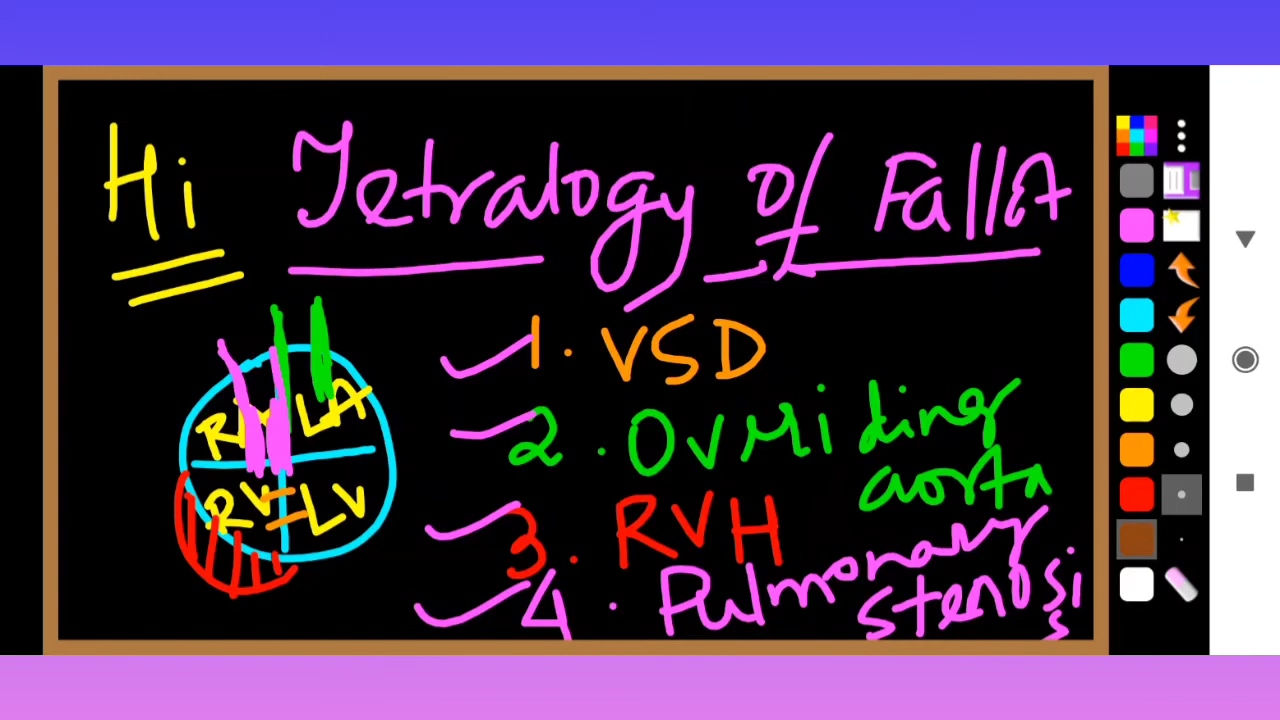 Hi Tetralogy of Fallot
1. VSD
2. Overriding
aorta
3. RVH
4. Pulmonary
stenosis
RA LA
RV LV